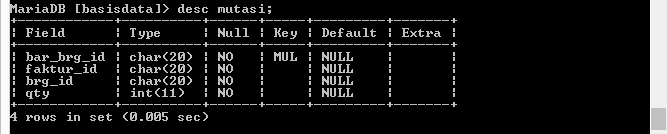 MariaDB [basisdata]> desc mutasi;
+------------+----------+------+-----+---------+-------+
| Field      | Type     | Null | Key | Default | Extra |
+------------+----------+------+-----+---------+-------+
| bar_brg_id | char(20) | NO   | MUL | NULL    |       |
| faktur_id  | char(20) | NO   |     | NULL    |       |
| brg_id     | char(20) | NO   |     | NULL    |       |
| qty        | int(11)  | NO   |     | NULL    |       |
+------------+----------+------+-----+---------+-------+
4 rows in set (0.005 sec)